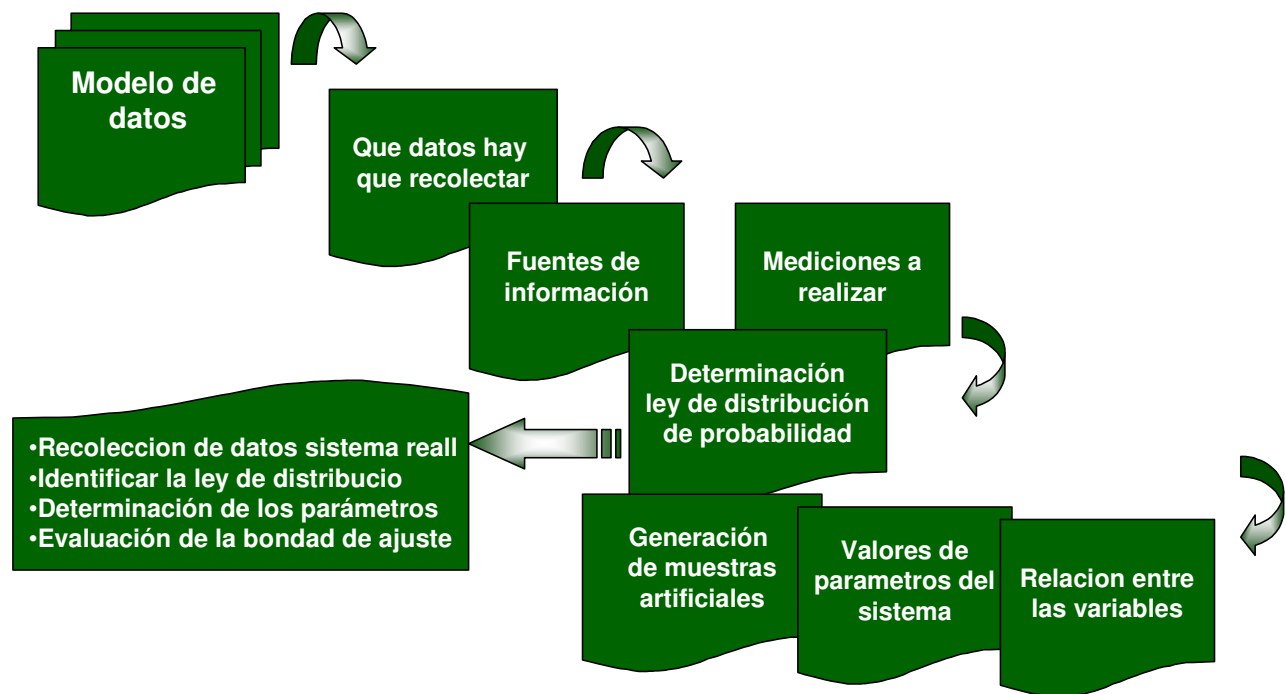 Modelo de
datos
Que datos hay
que recolectar
Fuentes de
información
Mediciones a
realizar
Determinación
ley de distribución
de probabilidad
•Recoleccion de datos sistema reall
•Identificar la ley de distribucio
•Determinación de los parámetros
•Evaluación de la bondad de ajuste
Generación
de muestras
artificiales
Valores de
parametros del
sistema
Relacion entre
las variables